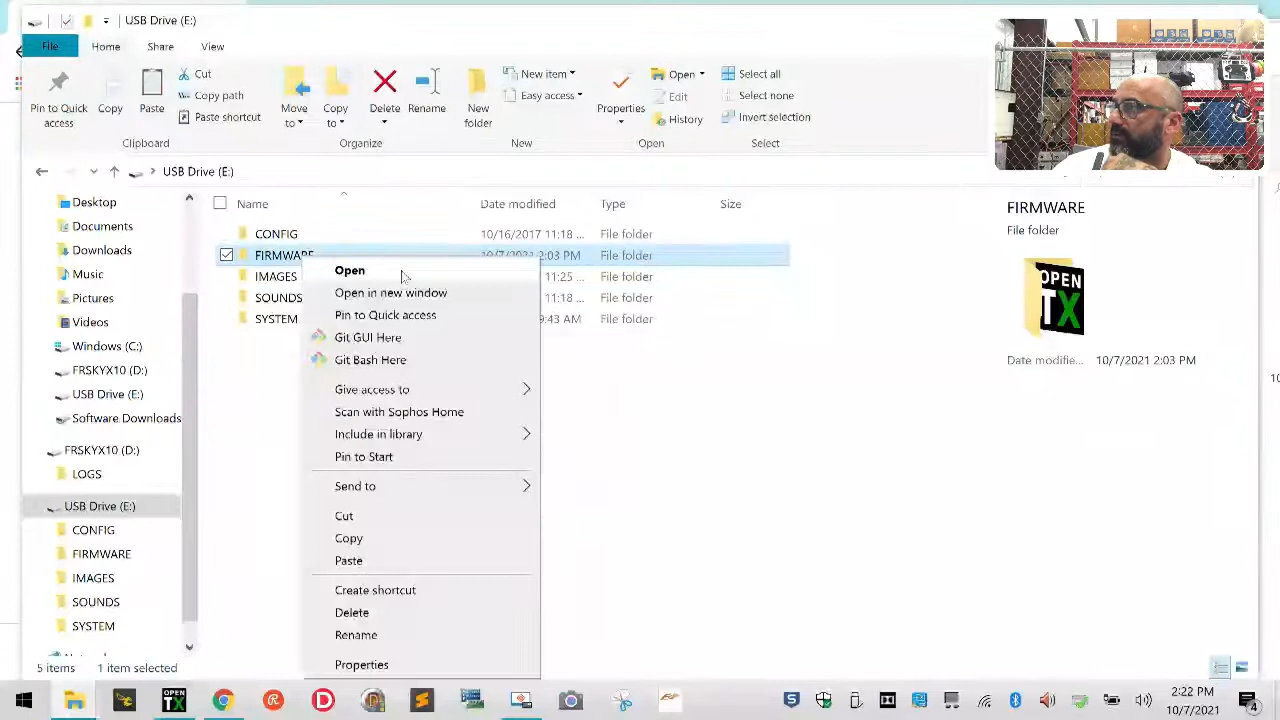 File Home Share View
Pin to Quick access
Copy
Paste
Cut
Copy path
Paste shortcut
Clipboard
Move to
Copy to
Delete
Rename
Organize
New folder
New item
Easy access
New
Properties
Open
Edit
History
Open
Select all
Select none
Invert selection
Select
USB Drive (E:)
Desktop
Documents
Downloads
Music
Pictures
Videos
Windows (C:)
FRSKYX10 (D:)
USB Drive (E:)
Software Downloads
FRSKYX10 (D:)
LOGS
USB Drive (E:)
CONFIG
FIRMWARE
IMAGES
SOUNDS
SYSTEM
Name Date modified Type Size
CONFIG 10/16/2017 11:18 ... File folder
FIRMWARE 10/7/2021 2:03 PM File folder
IMAGES 11:25 ... File folder
SOUNDS 11:18 ... File folder
SYSTEM 9:43 AM File folder
Open
Open in new window
Pin to Quick access
Git GUI Here
Git Bash Here
Give access to
Scan with Sophos Home
Include in library
Pin to Start
Send to
Cut
Copy
Paste
Create shortcut
Delete
Rename
Properties
FIRMWARE
File folder
OPEN
TX
Date modifie... 10/7/2021 2:03 PM
5 items 1 item selected
OPEN
TX
2:22 PM
10/7/2021
4